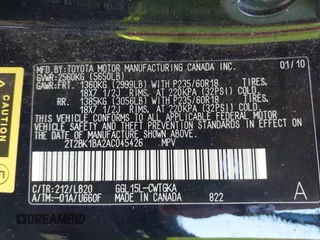 MFD. BY:TOYOTA MOTOR MANUFACTURING CANADA INC.
GVWR:2560KG (5650LB) 01/10
GAWR:FRT. 1360KG (2999LB) WITH P235/60R18 TIRES,
18X7 1/2J RIMS, AT 220KPA (32PSI) COLD
RR. 1385KG (3056LB) WITH P235/60R18 TIRES,
18X7 1/2J RIMS, AT 220KPA (32PSI) COLD
THIS VEHICLE CONFORMS TO ALL APPLICABLE
FEDERAL MOTOR VEHICLE SAFETY AND THEFT
PREVENTION STANDARDS IN EFFECT ON THE
DATE OF MANUFACTURE SHOWN ABOVE.
2T2BK1BA2AC045426 MPV
C/TR:212/LB20 GGL15L-CWTGKA A
A/TM:-01A/U660F MADE IN CANADA 822
AMERIBID